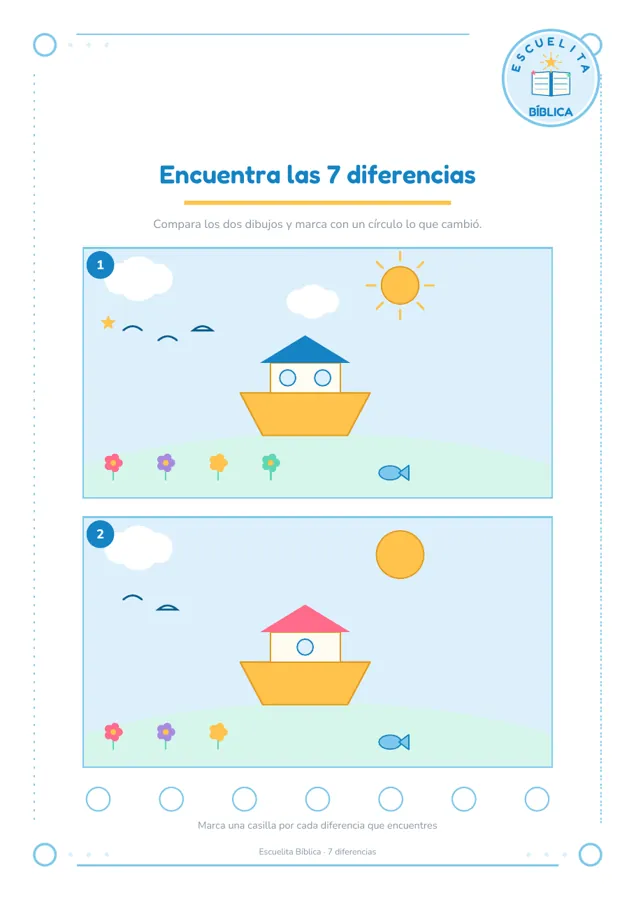 ESCUELITA
BÍBLICA
Encuentra las 7 diferencias
Compara los dos dibujos y marca con un círculo lo que cambió.
1
2
Marca una casilla por cada diferencia que encuentres
Escuelita Bíblica · 7 diferencias